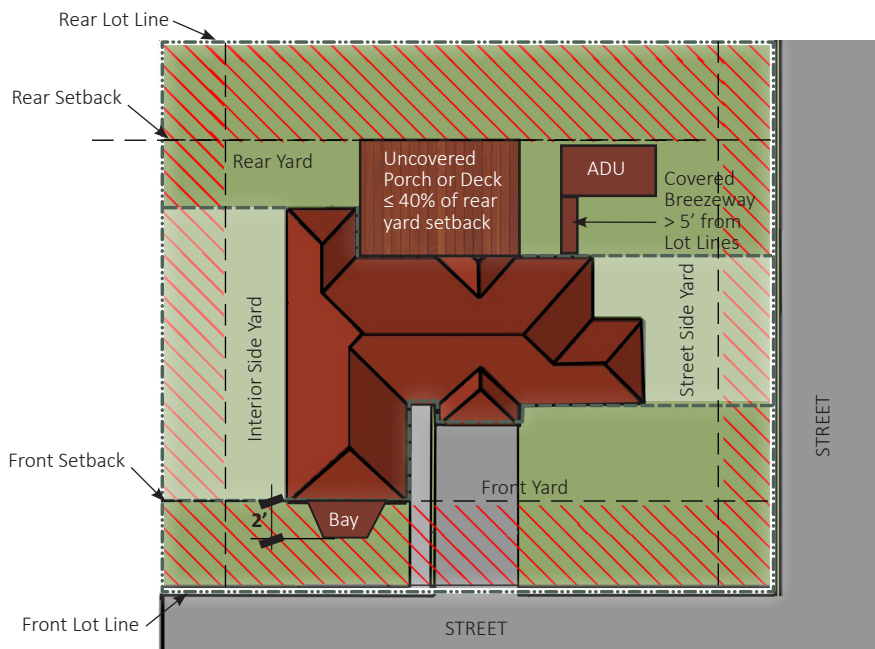 Rear Lot Line
Rear Setback
Rear Yard
Uncovered
Porch or Deck
≤ 40% of rear
yard setback
ADU
Covered
Breezeway
> 5’ from
Lot Lines
Interior Side Yard
Street Side Yard
STREET
Front Setback
Front Yard
2’
Bay
Front Lot Line
STREET